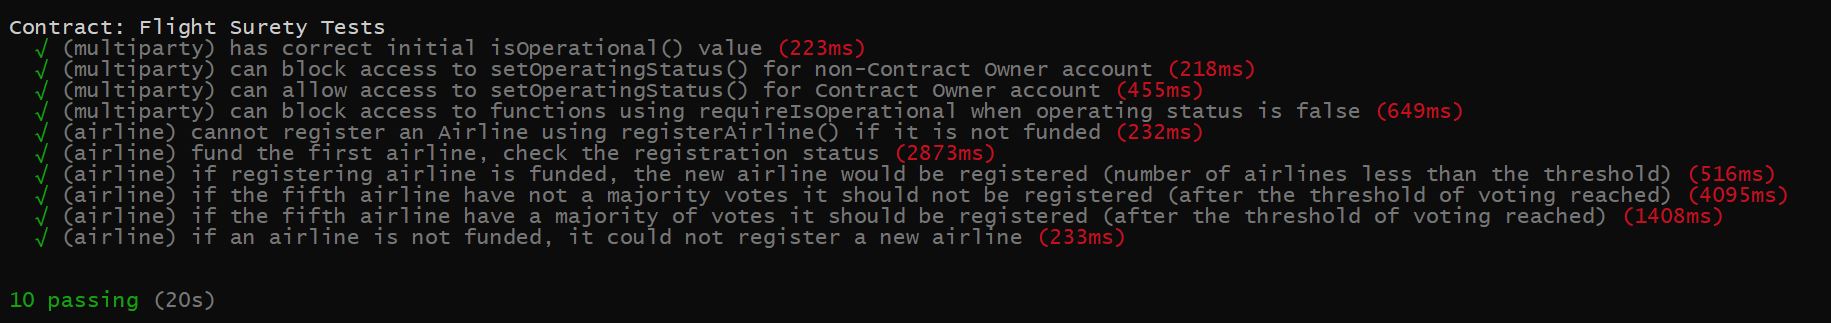 Contract: Flight Surety Tests
√ (multiparty) has correct initial isOperational() value (223ms)
√ (multiparty) can block access to setOperatingStatus() for non-Contract Owner account (218ms)
√ (multiparty) can allow access to setOperatingStatus() for Contract Owner account (455ms)
√ (multiparty) can block access to functions using requireIsOperational when operating status is false (649ms)
√ (airline) cannot register an Airline using registerAirline() if it is not funded (232ms)
√ (airline) fund the first airline, check the registration status (2873ms)
√ (airline) if registering airline is funded, the new airline would be registered (number of airlines less than the threshold) (516ms)
√ (airline) if the fifth airline have not a majority votes it should not be registered (after the threshold of voting reached) (4095ms)
√ (airline) if the fifth airline have a majority of votes it should be registered (after the threshold of voting reached) (1408ms)
√ (airline) if an airline is not funded, it could not register a new airline (233ms)
10 passing (20s)